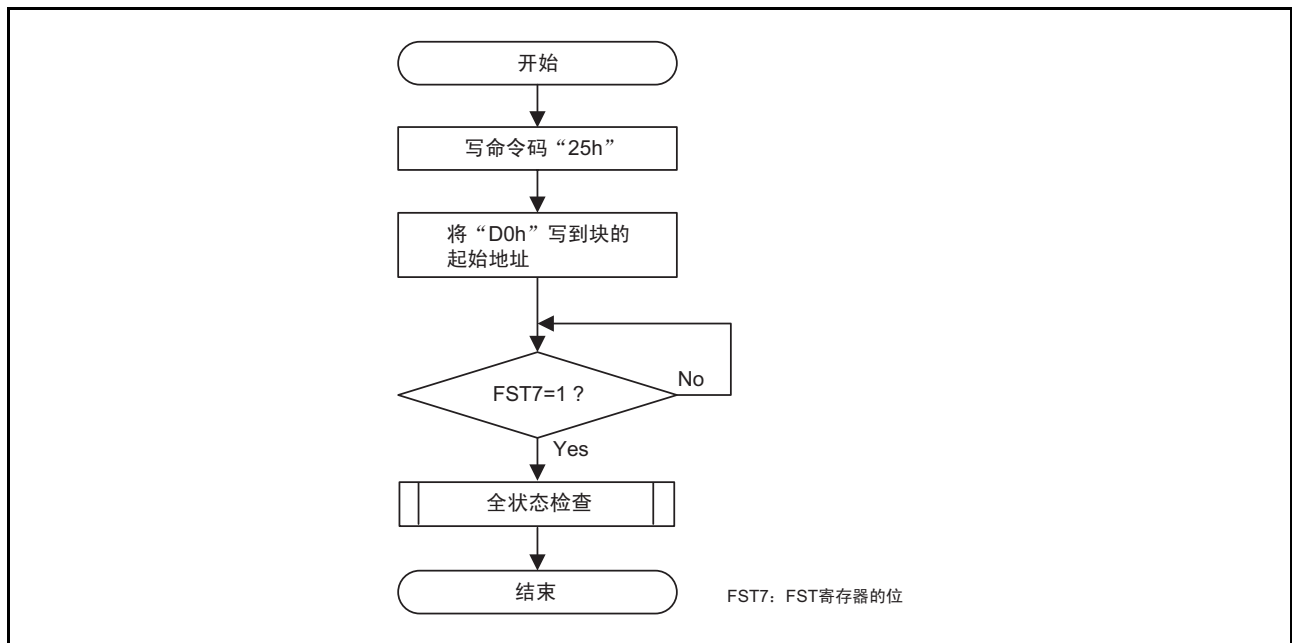 开始
写命令码“25h”
将“D0h”写到块的
起始地址
FST7=1 ?
No
Yes
全状态检查
结束
FST7：FST寄存器的位